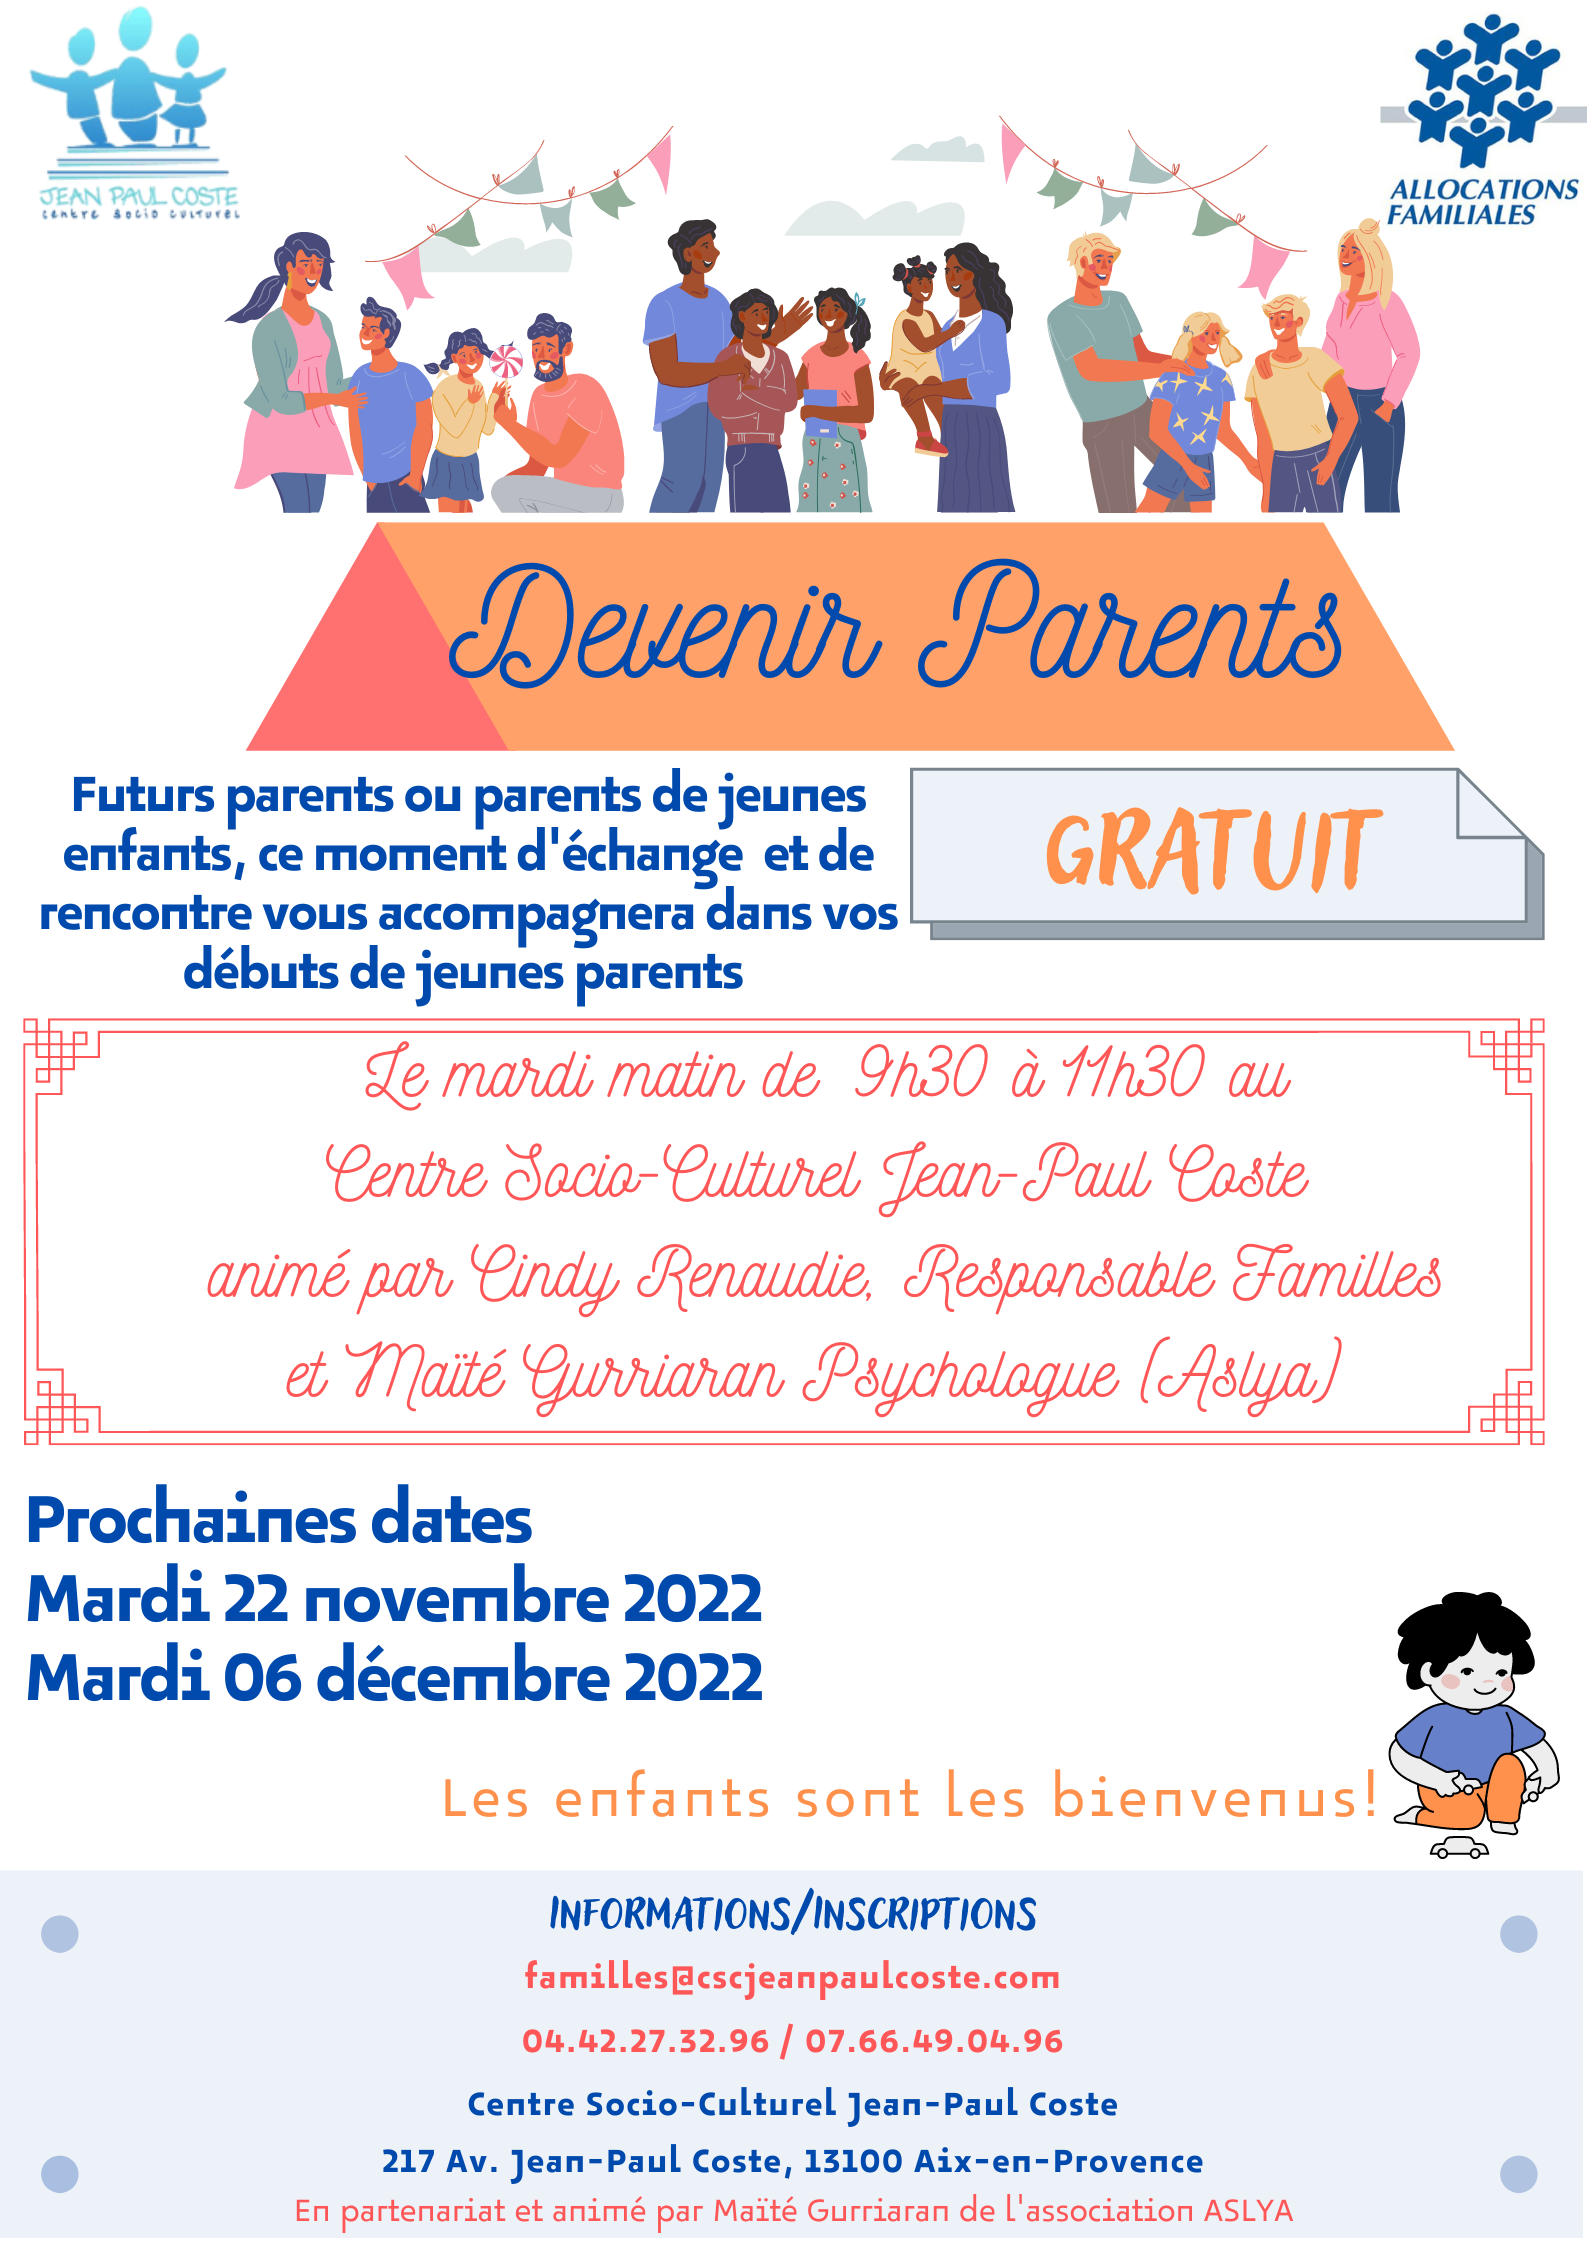 JEAN PAUL COSTE
centre socio culturel
ALLOCATIONS
FAMILIALES
Devenir Parents
Futurs parents ou parents de jeunes
enfants, ce moment d'échange et de
rencontre vous accompagnera dans vos
débuts de jeunes parents
GRATUIT
Le mardi matin de 9h30 à 11h30 au
Centre Socio-Culturel Jean-Paul Coste
animé par Cindy Renaudie, Responsable Familles
et Maïté Gurriaran Psychologue (Aslya)
Prochaines dates
Mardi 22 novembre 2022
Mardi 06 décembre 2022
Les enfants sont les bienvenus!
INFORMATIONS/INSCRIPTIONS
familles@cscjeanpaulcoste.com
04.42.27.32.96 / 07.66.49.04.96
Centre Socio-Culturel Jean-Paul Coste
217 Av. Jean-Paul Coste, 13100 Aix-en-Provence
En partenariat et animé par Maïté Gurriaran de l'association ASLYA